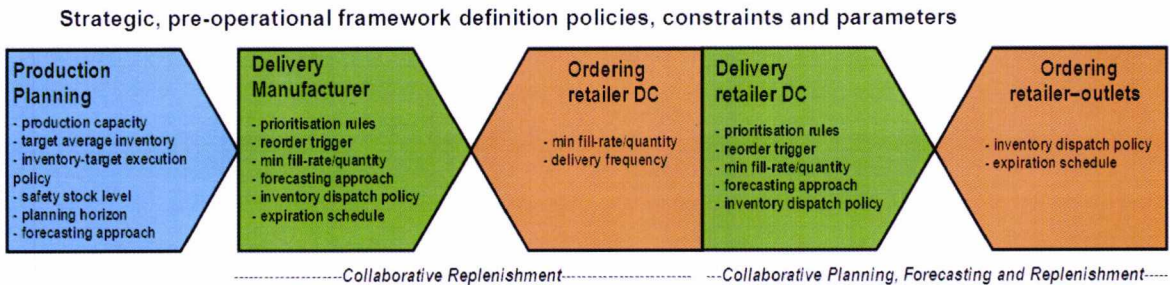 Strategic, pre-operational framework definition policies, constraints and parameters
Production
Planning
- production capacity
- target average inventory
- inventory-target execution
policy
- safety stock level
- planning horizon
- forecasting approach
Delivery
Manufacturer
- prioritisation rules
- reorder trigger
- min fill-rate/quantity
- forecasting approach
- inventory dispatch policy
- expiration schedule
Ordering
retailer DC
- min fill-rate/quantity
- delivery frequency
Delivery
retailer DC
- prioritisation rules
- reorder trigger
- min fill-rate/quantity
- forecasting approach
- inventory dispatch policy
Ordering
retailer–outlets
- inventory dispatch policy
- expiration schedule
Collaborative Replenishment
Collaborative Planning, Forecasting and Replenishment